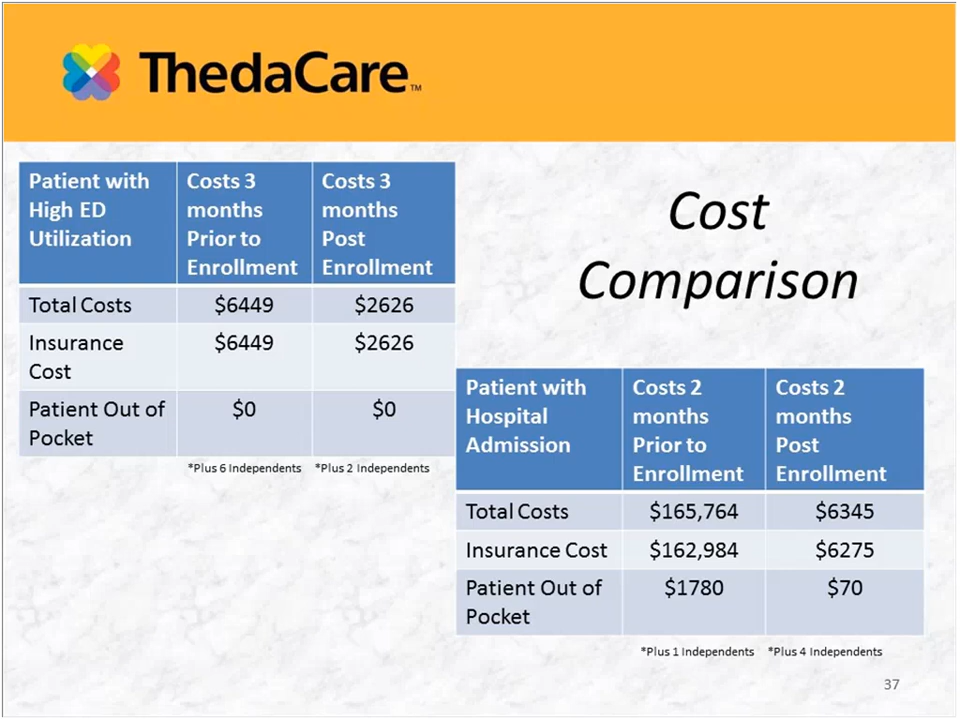 ThedaCare™
Cost
Comparison
Patient with
High ED
Utilization
Costs 3
months
Prior to
Enrollment
Costs 3
months
Post
Enrollment
Total Costs $6449 $2626
Insurance
Cost
$6449 $2626
Patient Out of
Pocket
$0 $0
*Plus 6 Independents *Plus 2 Independents
Patient with
Hospital
Admission
Costs 2
months
Prior to
Enrollment
Costs 2
months
Post
Enrollment
Total Costs $165,764 $6345
Insurance Cost $162,984 $6275
Patient Out of
Pocket
$1780 $70
*Plus 1 Independents *Plus 4 Independents
37